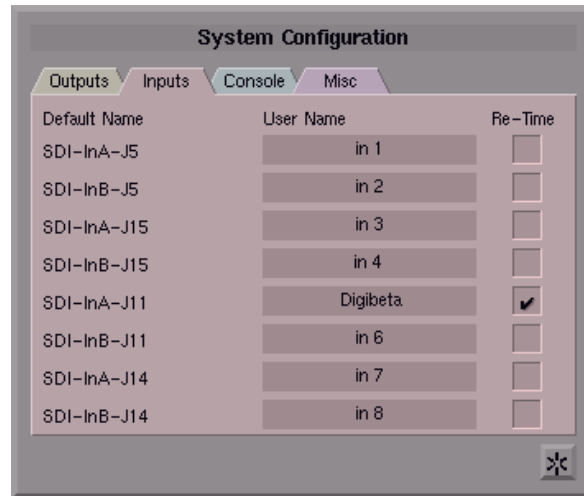 System Configuration
Outputs Inputs Console Misc
Default Name User Name Re-Time
SDI-InA-J5 in 1
SDI-InB-J5 in 2
SDI-InA-J15 in 3
SDI-InB-J15 in 4
SDI-InA-J11 Digibeta
SDI-InB-J11 in 6
SDI-InA-J14 in 7
SDI-InB-J14 in 8